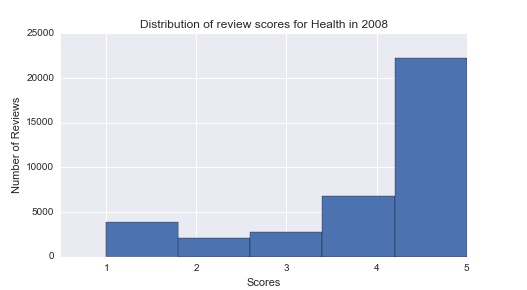 Distribution of review scores for Health in 2008
25000
20000
15000
10000
5000
0
Number of Reviews
1 2 3 4 5
Scores